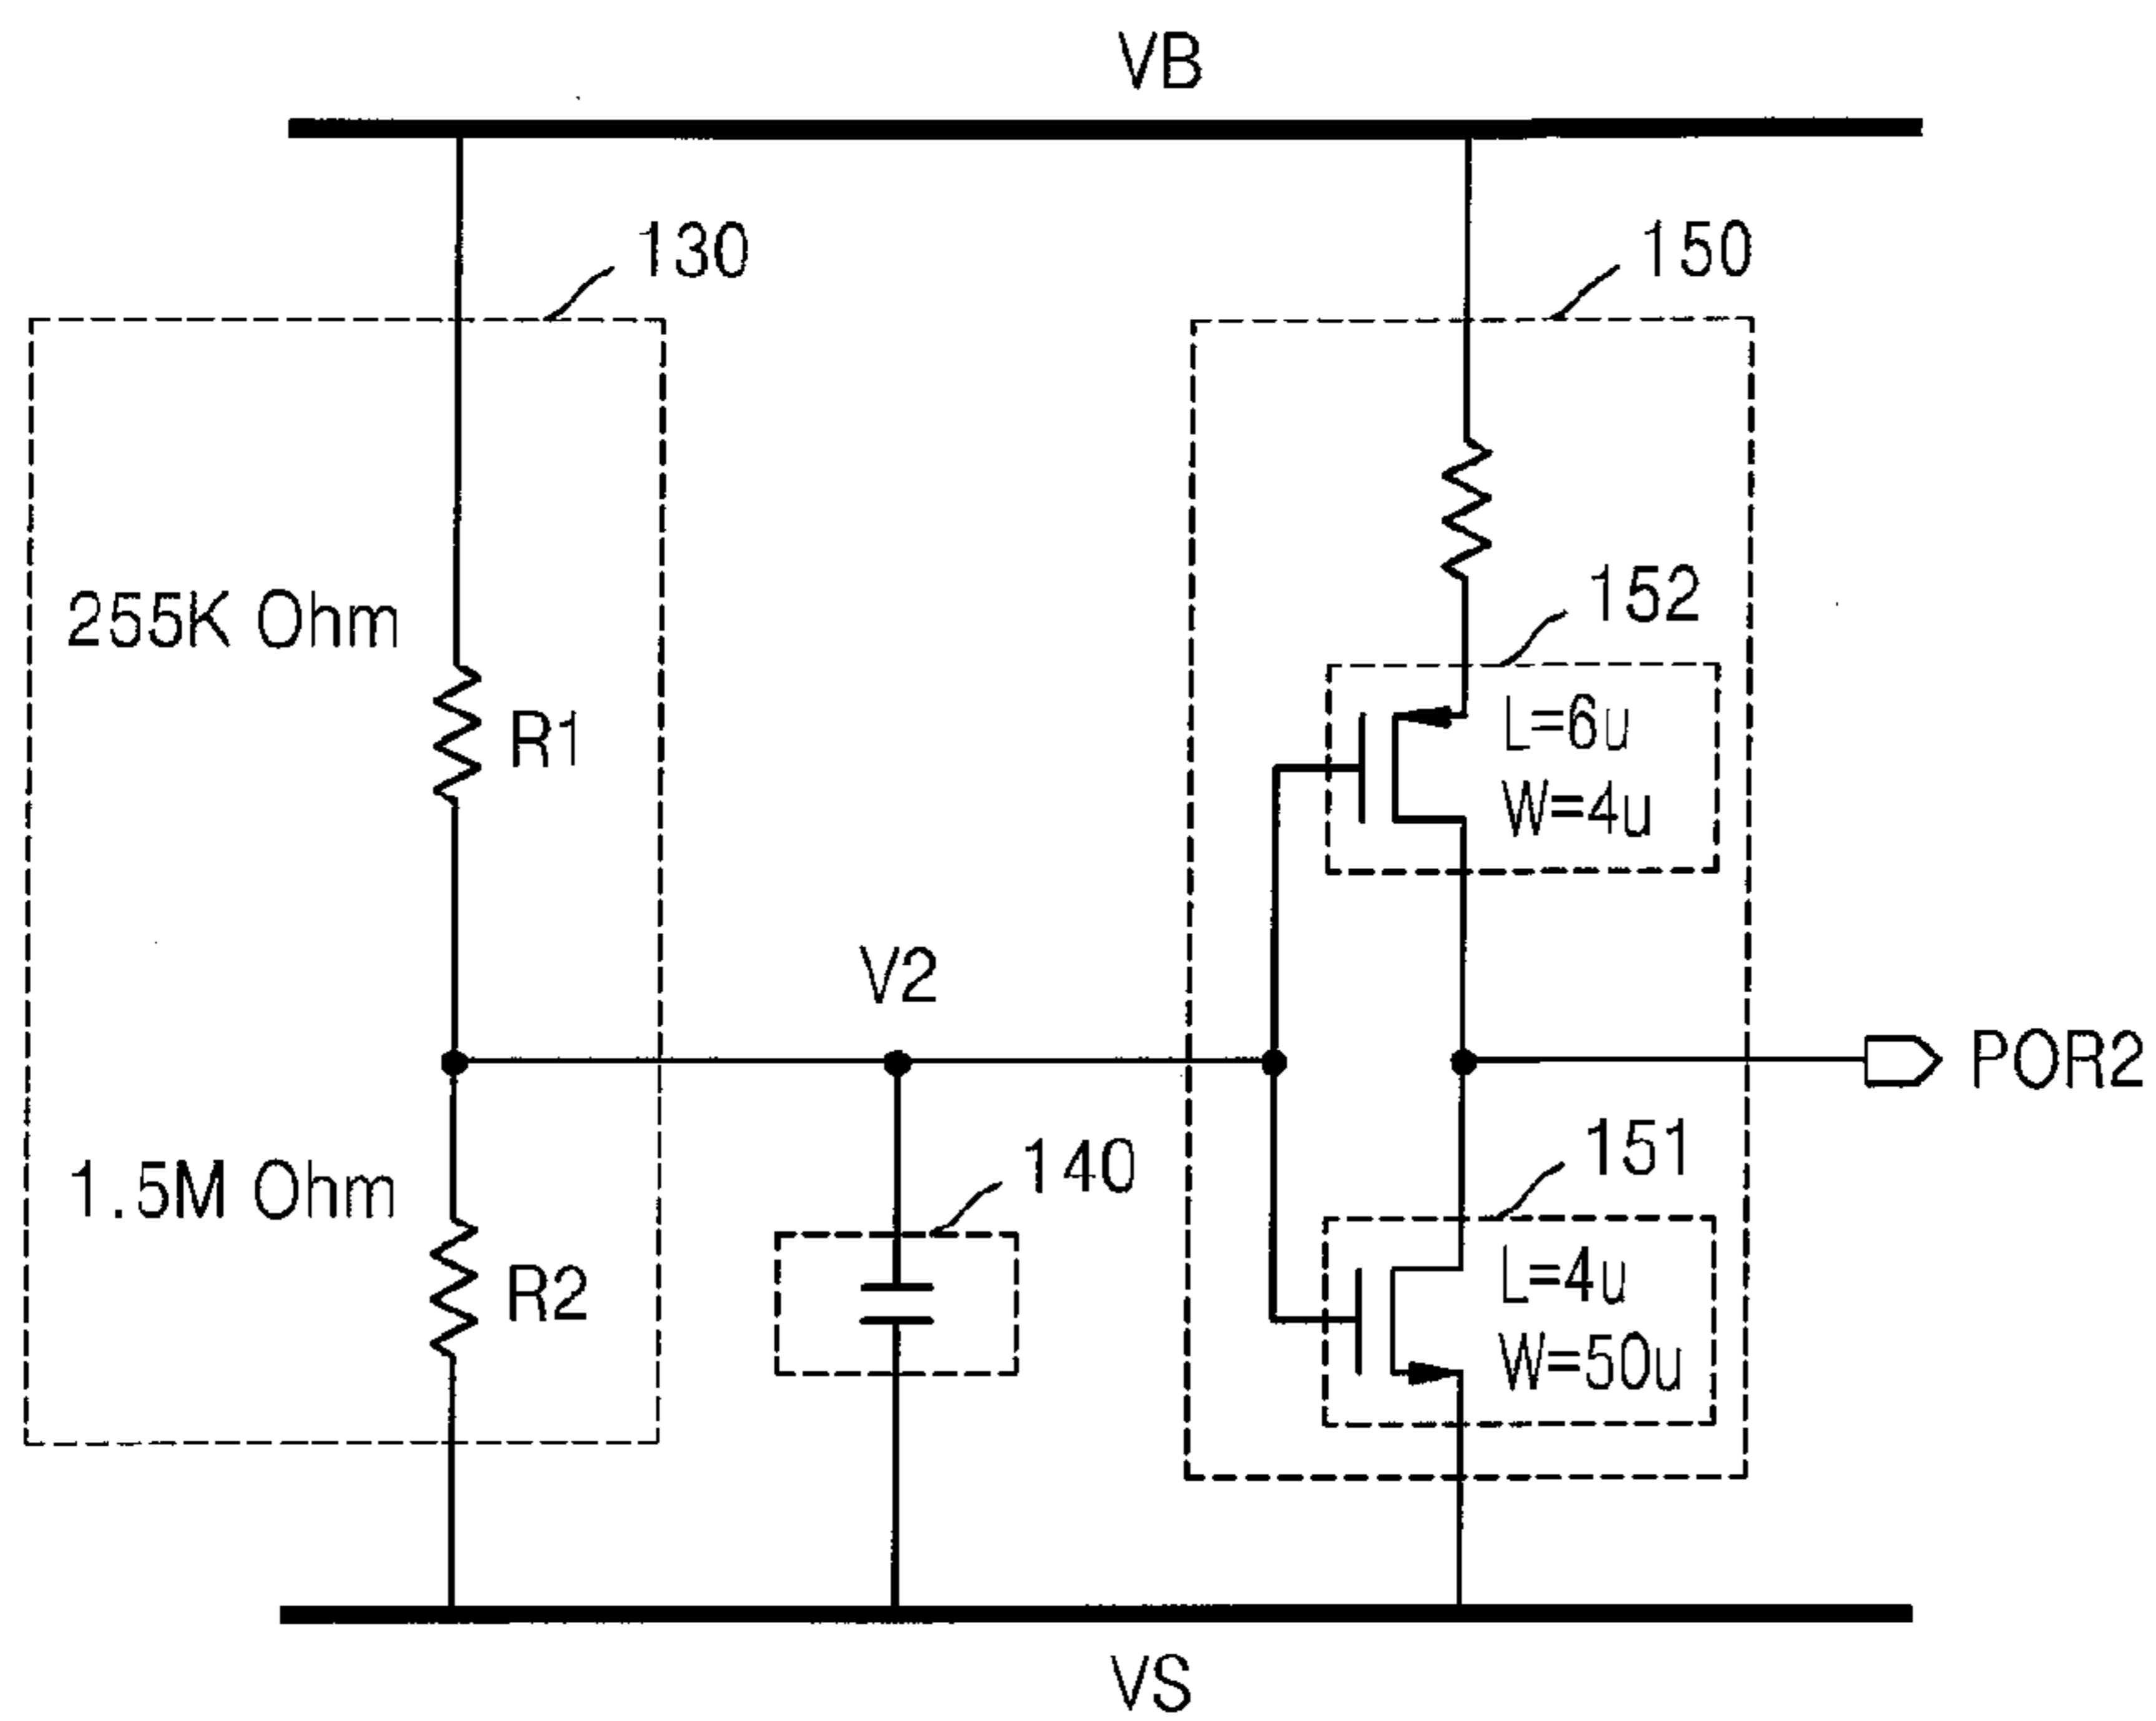 VB
130
150
255K Ohm
R1
152
L=6u
W=4u
V2
POR2
1.5M Ohm
R2
140
151
L=4u
W=50u
VS